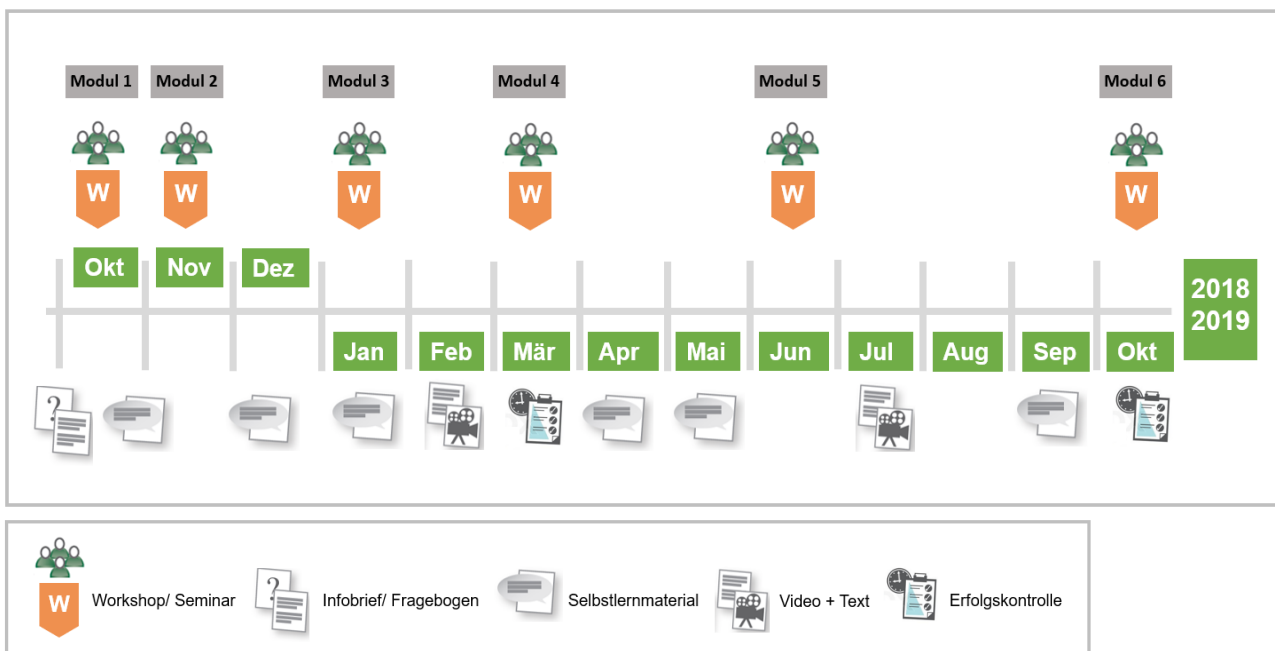 Modul 1 Modul 2 Modul 3 Modul 4 Modul 5 Modul 6
W W W W W W
Okt Nov Dez
2018
2019
Jan Feb Mär Apr Mai Jun Jul Aug Sep Okt
?
W Workshop/ Seminar ? Infobrief/ Fragebogen Selbstlernmaterial Video + Text Erfolgskontrolle